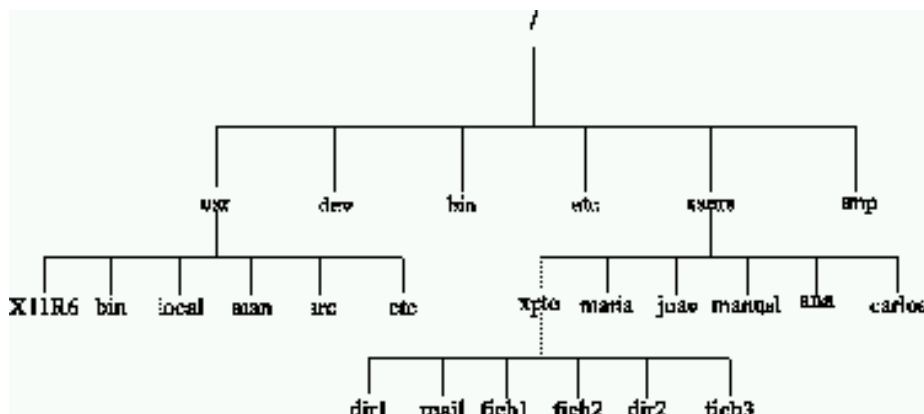 /
usr dev bin etc users tmp
X11R6 bin local man src etc xpto maria joao manual ana carlos
dir1 mail fich1 fich2 dir2 fich3